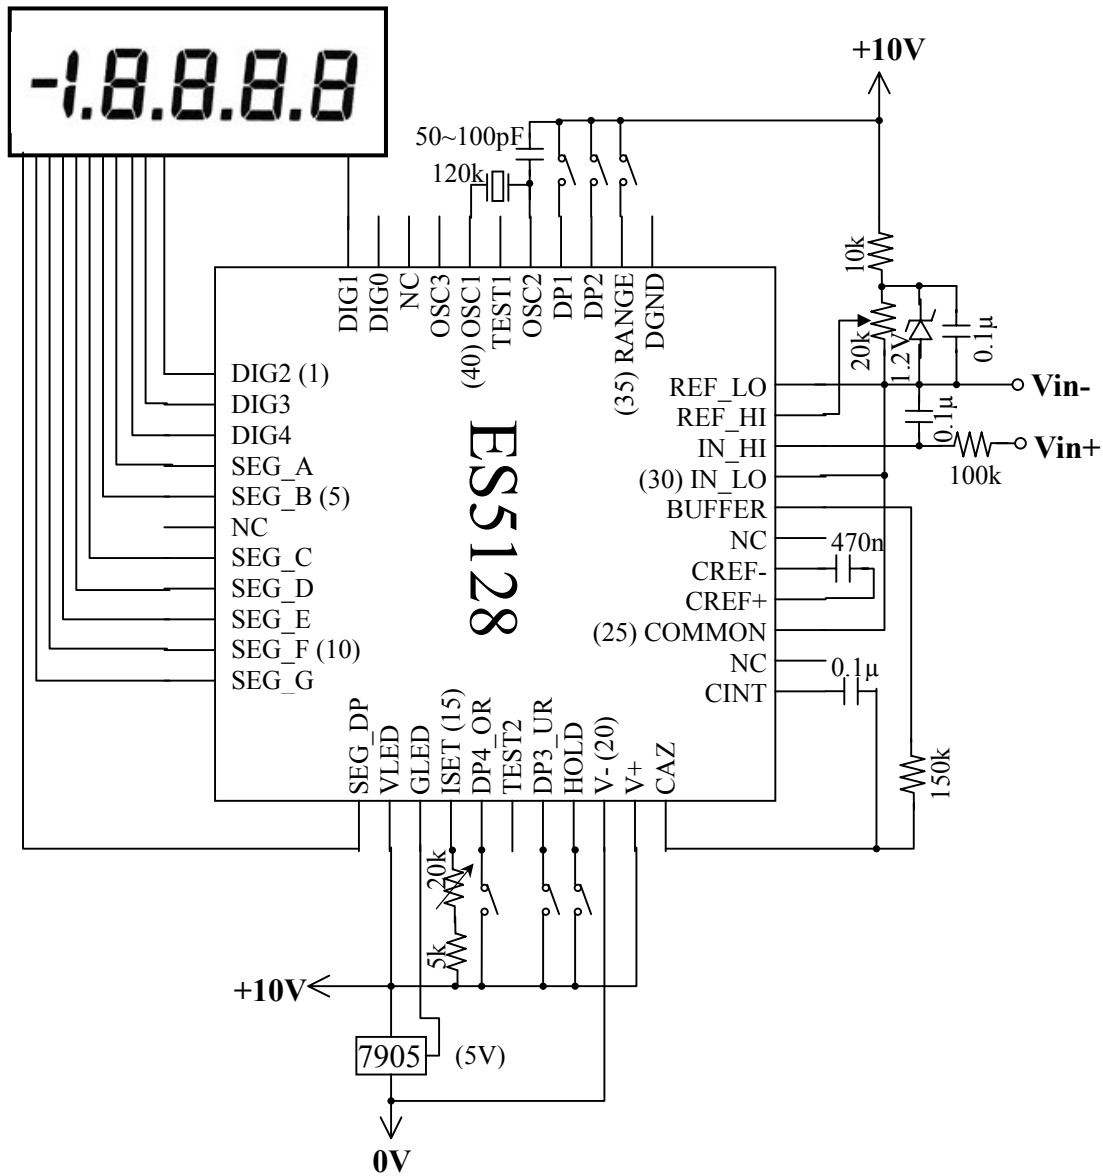 +10V
-1.8.8.8.8
50~100pF
120k
DIG1
DIG0
NC
OSC3
(40) OSC1
TEST1
OSC2
DP1
DP2
(35) RANGE
DGND
10k
20k
1.2V
0.1µ
DIG2 (1)
DIG3
DIG4
SEG_A
SEG_B (5)
NC
SEG_C
SEG_D
SEG_E
SEG_F (10)
SEG_G
ES5128
REF_LO
REF_HI
IN_HI
(30) IN_LO
BUFFER
NC
CREF-
CREF+
(25) COMMON
NC
CINT
Vin-
0.1µ
Vin+
100k
470n
0.1µ
150k
SEG_DP
VLED
GLED
ISET (15)
DP4_OR
TEST2
DP3_UR
HOLD
V- (20)
V+
CAZ
20k
5k
+10V
7905
(5V)
0V